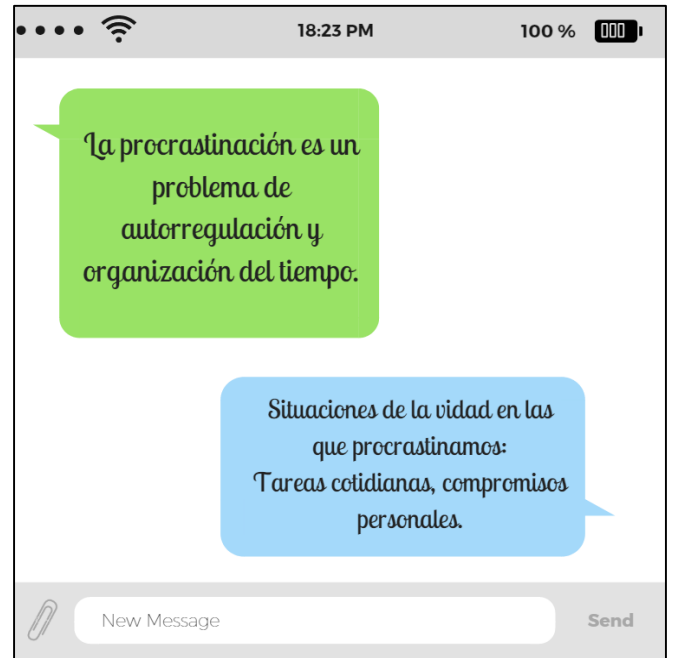 18:23 PM 100 %
La procrastinación es un
problema de
autorregulación y
organización del tiempo.
Situaciones de la vidad en las
que procrastinamos:
Tareas cotidianas, compromisos
personales.
New Message Send